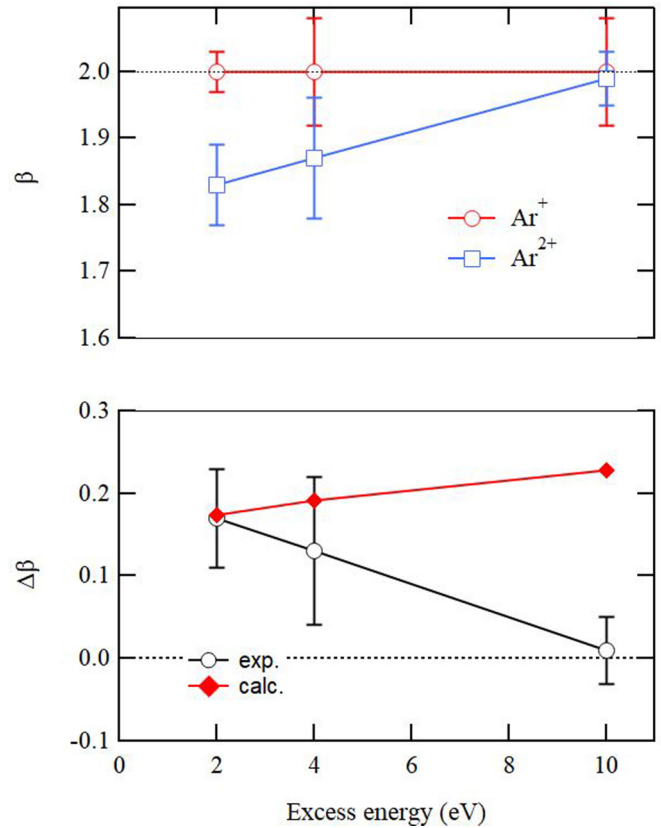 2.0
1.9
1.8
1.7
1.6
β
Ar+
Ar2+
0.3
0.2
0.1
0.0
-0.1
Δβ
exp.
calc.
0 2 4 6 8 10
Excess energy (eV)